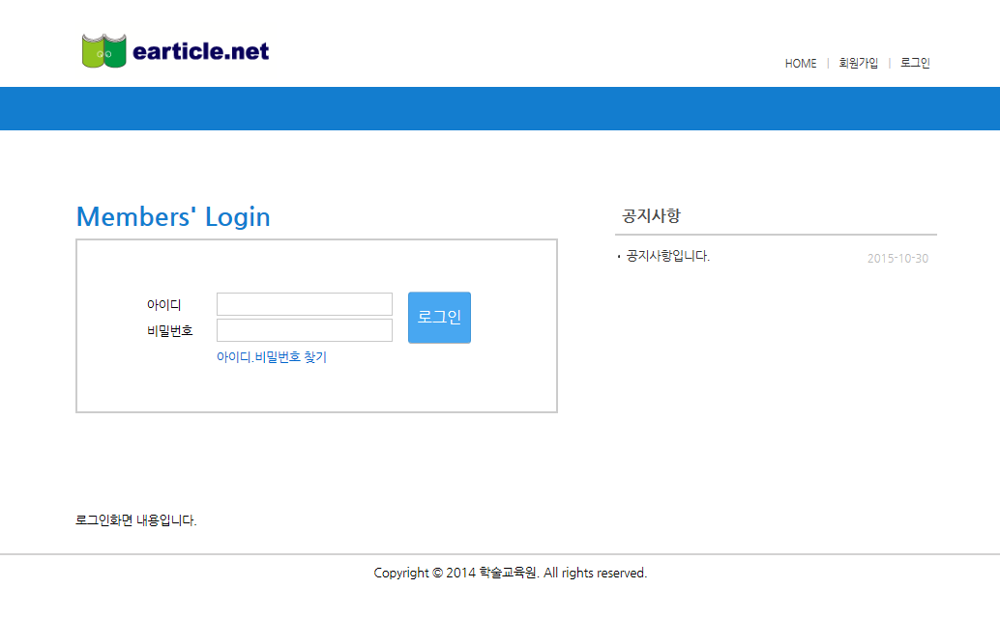 earticle.net
HOME | 회원가입 | 로그인
Members' Login
아이디
비밀번호
로그인
아이디.비밀번호 찾기
공지사항
· 공지사항입니다. 2015-10-30
로그인화면 내용입니다.
Copyright © 2014 학술교육원. All rights reserved.